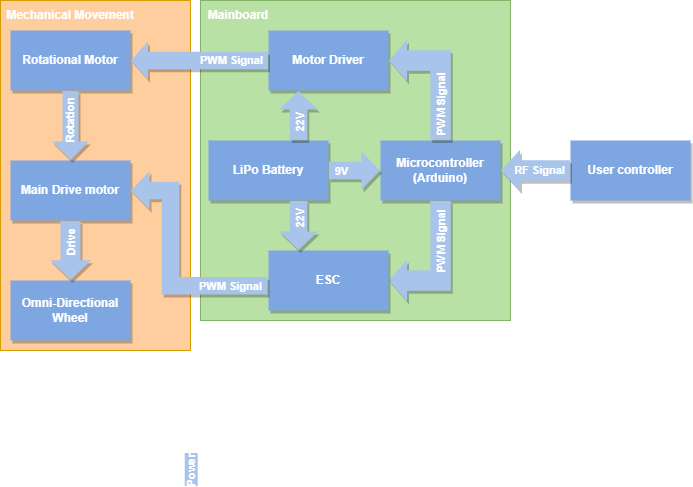 Mechanical Movement
Mainboard
Rotational Motor
PWM Signal
Motor Driver
Rotation
22V
PWM Signal
LiPo Battery
9V
Microcontroller
(Arduino)
RF Signal
User controller
Main Drive motor
Drive
22V
PWM Signal
PWM Signal
ESC
Omni-Directional
Wheel
Power